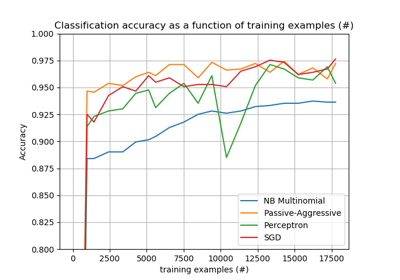 Classification accuracy as a function of training examples (#)
1.000
0.975
0.950
0.925
0.900
0.875
0.850
0.825
0.800
Accuracy
NB Multinomial
Passive-Aggressive
Perceptron
SGD
0 2500 5000 7500 10000 12500 15000 17500
training examples (#)